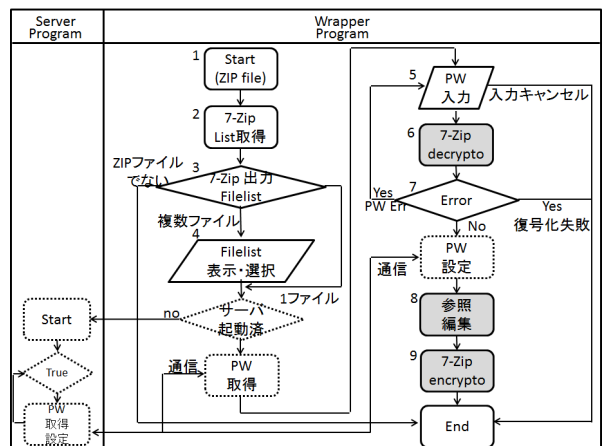 Server
Program
Wrapper
Program
1
Start
(ZIP file)
2
7-Zip
List取得
ZIPファイル
でない
3
7-Zip 出力
Filelist
複数ファイル
4
Filelist
表示・選択
1ファイル
no
サーバ
起動済
通信
PW
取得
Start
True
PW
取得
設定
5
PW
入力
入力キャンセル
6
7-Zip
decrypto
7
Error
Yes
PW Err
Yes
復号化失敗
No
PW
設定
通信
8
参照
編集
9
7-Zip
encrypto
End